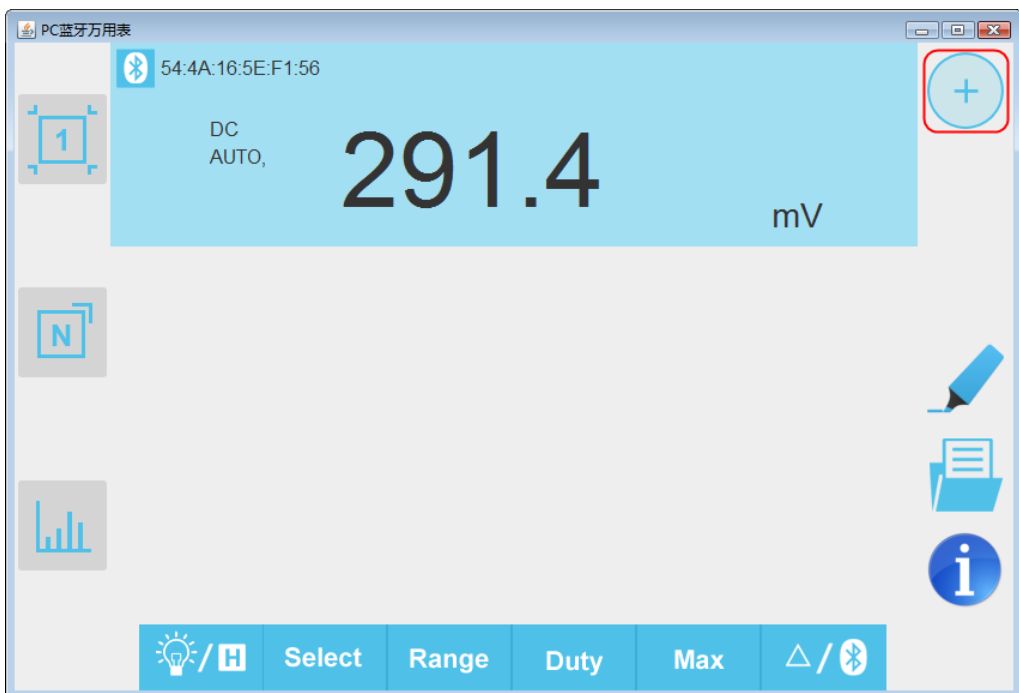 PC蓝牙万用表
54:4A:16:5E:F1:56
DC
AUTO,
291.4
mV
1
N
i
/ H Select Range Duty Max △ /